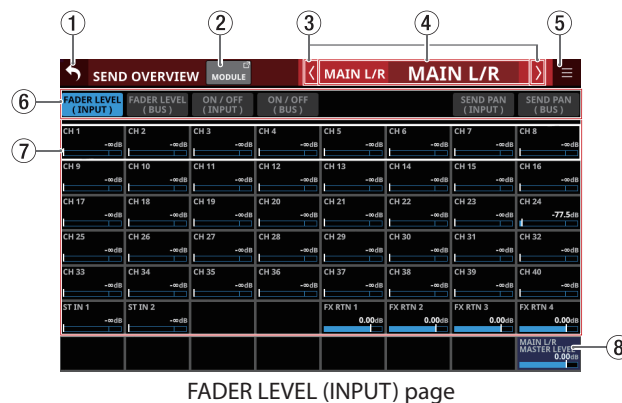 1 2 3 4 5
SEND OVERVIEW MODULE < MAIN L/R MAIN L/R >
6
FADER LEVEL (INPUT) FADER LEVEL (BUS) ON / OFF (INPUT) ON / OFF (BUS) SEND PAN (INPUT) SEND PAN (BUS)
7
CH 1 CH 2 CH 3 CH 4 CH 5 CH 6 CH 7 CH 8
-∞dB -∞dB -∞dB -∞dB -∞dB -∞dB -∞dB -∞dB
CH 9 CH 10 CH 11 CH 12 CH 13 CH 14 CH 15 CH 16
-∞dB -∞dB -∞dB -∞dB -∞dB -∞dB -∞dB -∞dB
CH 17 CH 18 CH 19 CH 20 CH 21 CH 22 CH 23 CH 24
-∞dB -∞dB -∞dB -∞dB -∞dB -∞dB -∞dB -77.5dB
CH 25 CH 26 CH 27 CH 28 CH 29 CH 30 CH 31 CH 32
-∞dB -∞dB -∞dB -∞dB -∞dB -∞dB -∞dB -∞dB
CH 33 CH 34 CH 35 CH 36 CH 37 CH 38 CH 39 CH 40
-∞dB -∞dB -∞dB -∞dB -∞dB -∞dB -∞dB -∞dB
ST IN 1 ST IN 2 FX RTN 1 FX RTN 2 FX RTN 3 FX RTN 4
-∞dB -∞dB 0.00dB 0.00dB 0.00dB 0.00dB
MAIN L/R
MASTER LEVEL
0.00dB
8
FADER LEVEL (INPUT) page